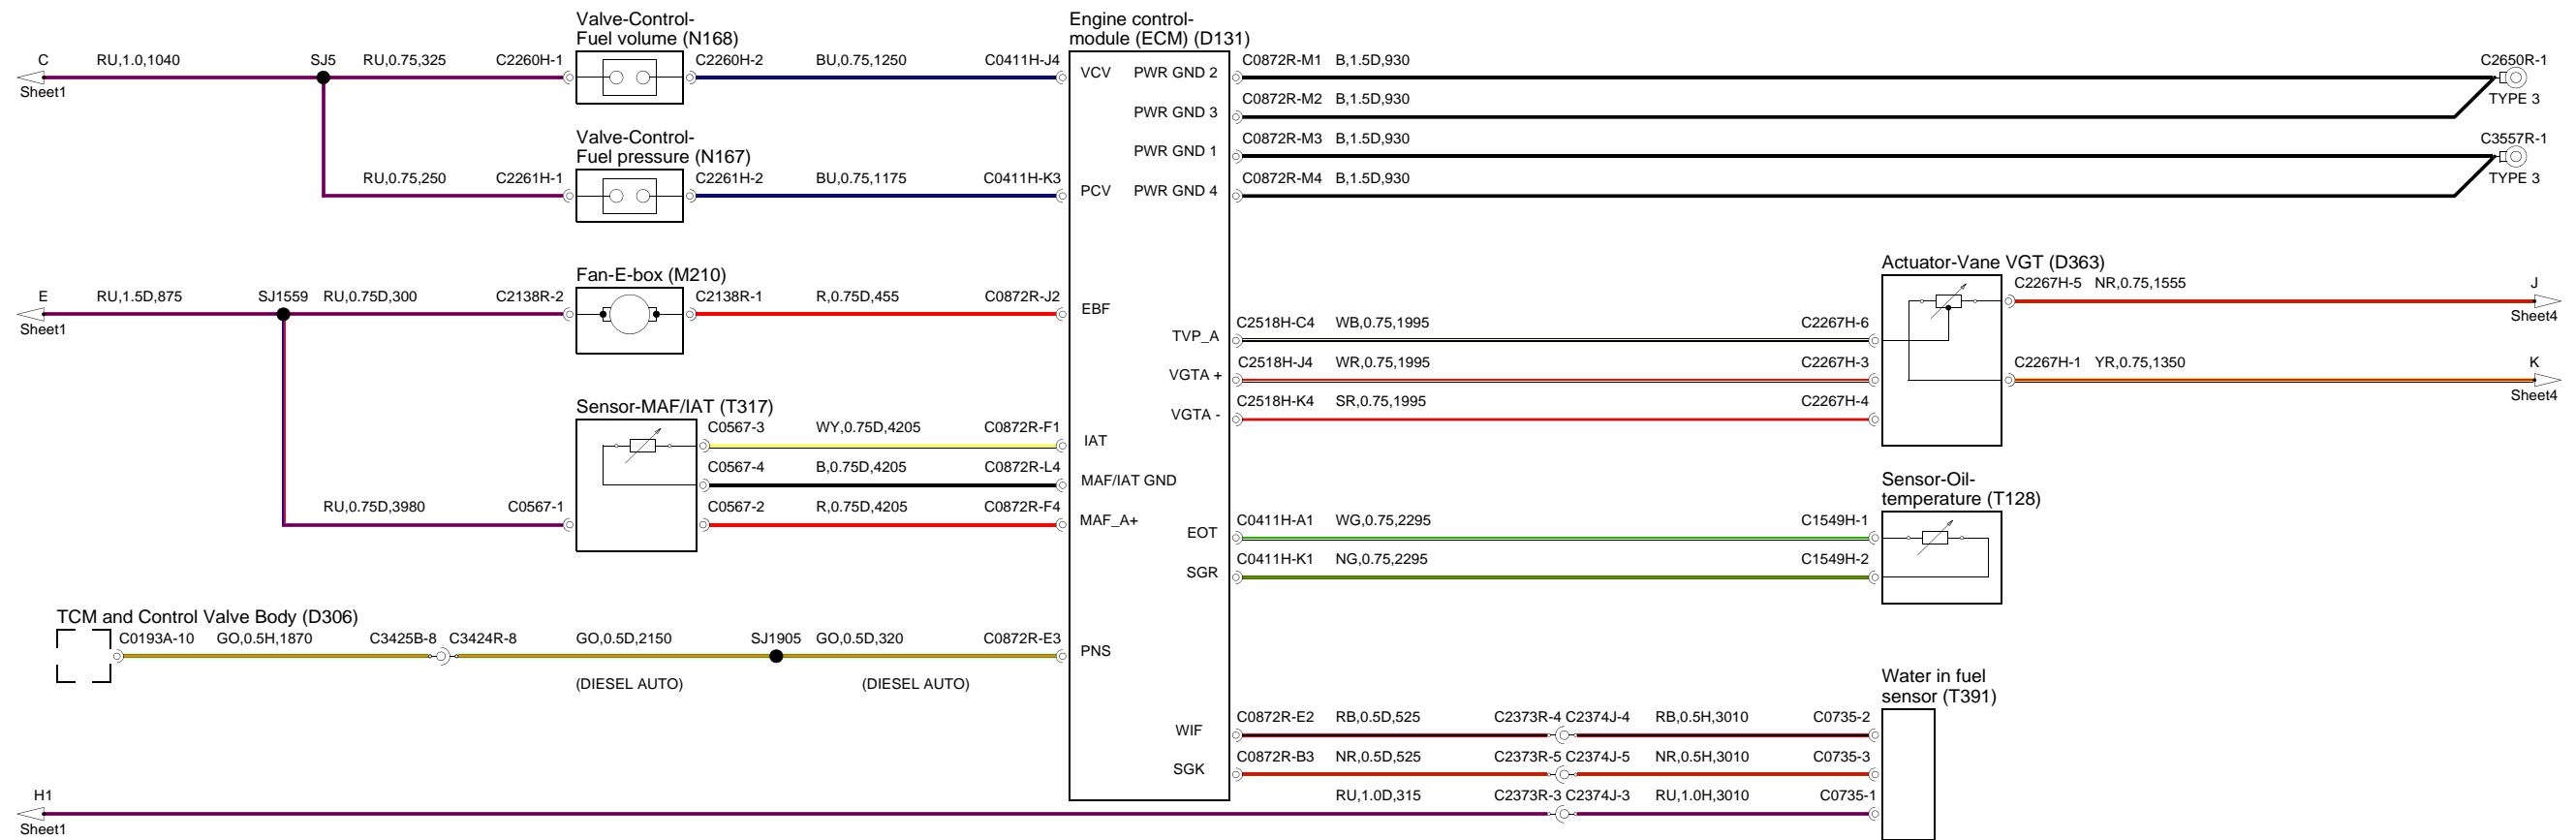 Valve-Control-
Fuel volume (N168)
Engine control-
module (ECM) (D131)
C RU,1.0,1040 SJ5 RU,0.75,325 C2260H-1 C2260H-2 BU,0.75,1250 C0411H-J4 VCV PWR GND 2 C0872R-M1 B,1.5D,930 C2650R-1
Sheet1
PWR GND 3 C0872R-M2 B,1.5D,930 TYPE 3
Valve-Control-
Fuel pressure (N167)
PWR GND 1 C0872R-M3 B,1.5D,930 C3557R-1
RU,0.75,250 C2261H-1 C2261H-2 BU,0.75,1175 C0411H-K3 PCV PWR GND 4 C0872R-M4 B,1.5D,930 TYPE 3
Fan-E-box (M210)
Actuator-Vane VGT (D363)
C2267H-5 NR,0.75,1555 J
Sheet4
E RU,1.5D,875 SJ1559 RU,0.75D,300 C2138R-2 C2138R-1 R,0.75D,455 C0872R-J2 EBF
Sheet1
TVP_A C2518H-C4 WB,0.75,1995 C2267H-6
VGTA + C2518H-J4 WR,0.75,1995 C2267H-3 C2267H-1 YR,0.75,1350 K
Sheet4
VGTA - C2518H-K4 SR,0.75,1995 C2267H-4
Sensor-MAF/IAT (T317)
C0567-3 WY,0.75D,4205 C0872R-F1 IAT
C0567-4 B,0.75D,4205 C0872R-L4 MAF/IAT GND
RU,0.75D,3980 C0567-1 C0567-2 R,0.75D,4205 C0872R-F4 MAF_A+
Sensor-Oil-
temperature (T128)
EOT C0411H-A1 WG,0.75,2295 C1549H-1
SGR C0411H-K1 NG,0.75,2295 C1549H-2
TCM and Control Valve Body (D306)
C0193A-10 GO,0.5H,1870 C3425B-8 C3424R-8 GO,0.5D,2150 SJ1905 GO,0.5D,320 C0872R-E3 PNS
(DIESEL AUTO) (DIESEL AUTO)
Water in fuel
sensor (T391)
WIF C0872R-E2 RB,0.5D,525 C2373R-4 C2374J-4 RB,0.5H,3010 C0735-2
SGK C0872R-B3 NR,0.5D,525 C2373R-5 C2374J-5 NR,0.5H,3010 C0735-3
H1 RU,1.0D,315 C2373R-3 C2374J-3 RU,1.0H,3010 C0735-1
Sheet1